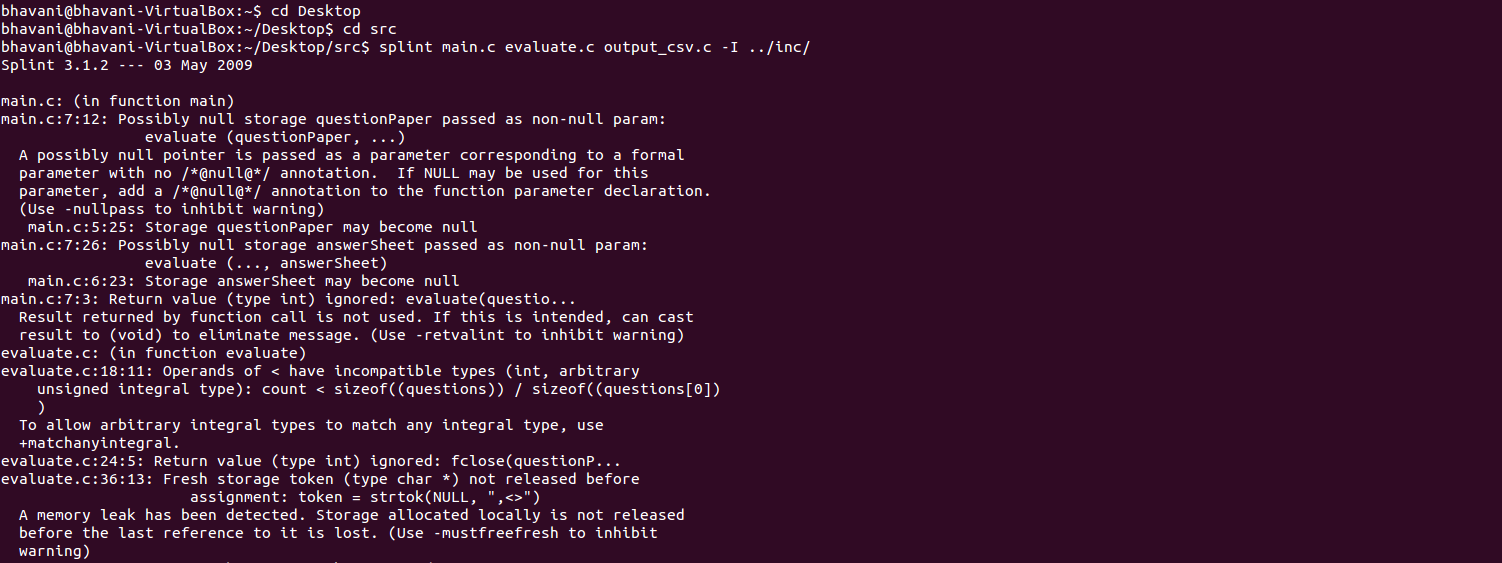 bhavani@bhavani-VirtualBox:~$ cd Desktop
bhavani@bhavani-VirtualBox:~/Desktop$ cd src
bhavani@bhavani-VirtualBox:~/Desktop/src$ splint main.c evaluate.c output_csv.c -I ../inc/
Splint 3.1.2 --- 03 May 2009

main.c: (in function main)
main.c:7:12: Possibly null storage questionPaper passed as non-null param:
                evaluate (questionPaper, ...)
  A possibly null pointer is passed as a parameter corresponding to a formal
  parameter with no /*@null@*/ annotation.  If NULL may be used for this
  parameter, add a /*@null@*/ annotation to the function parameter declaration.
  (Use -nullpass to inhibit warning)
   main.c:5:25: Storage questionPaper may become null
main.c:7:26: Possibly null storage answerSheet passed as non-null param:
                evaluate (..., answerSheet)
   main.c:6:23: Storage answerSheet may become null
main.c:7:3: Return value (type int) ignored: evaluate(questio...
  Result returned by function call is not used. If this is intended, can cast
  result to (void) to eliminate message. (Use -retvalint to inhibit warning)
evaluate.c: (in function evaluate)
evaluate.c:18:11: Operands of < have incompatible types (int, arbitrary
    unsigned integral type): count < sizeof((questions)) / sizeof((questions[0])
    )
  To allow arbitrary integral types to match any integral type, use
  +matchanyintegral.
evaluate.c:24:5: Return value (type int) ignored: fclose(questionP...
evaluate.c:36:13: Fresh storage token (type char *) not released before
                     assignment: token = strtok(NULL, ",<>")
  A memory leak has been detected. Storage allocated locally is not released
  before the last reference to it is lost. (Use -mustfreefresh to inhibit
  warning)